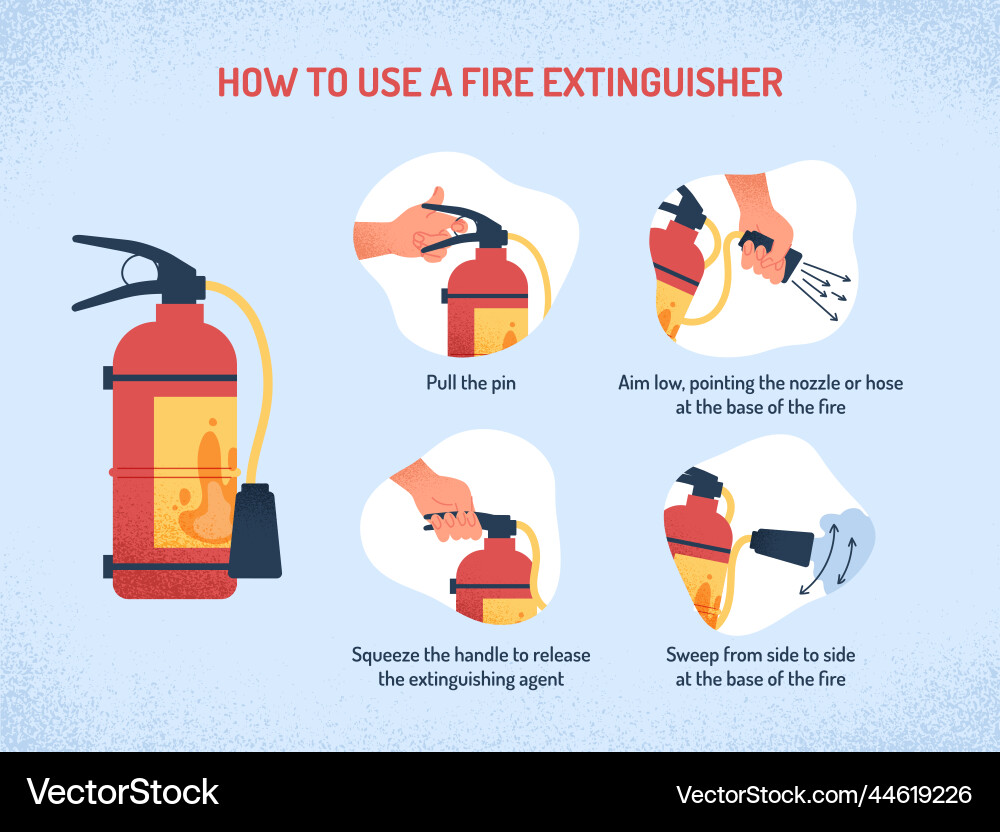 HOW TO USE A FIRE EXTINGUISHER
Pull the pin
Aim low, pointing the nozzle or hose
at the base of the fire
Squeeze the handle to release
the extinguishing agent
Sweep from side to side
at the base of the fire
VectorStock
VectorStock.com/44619226